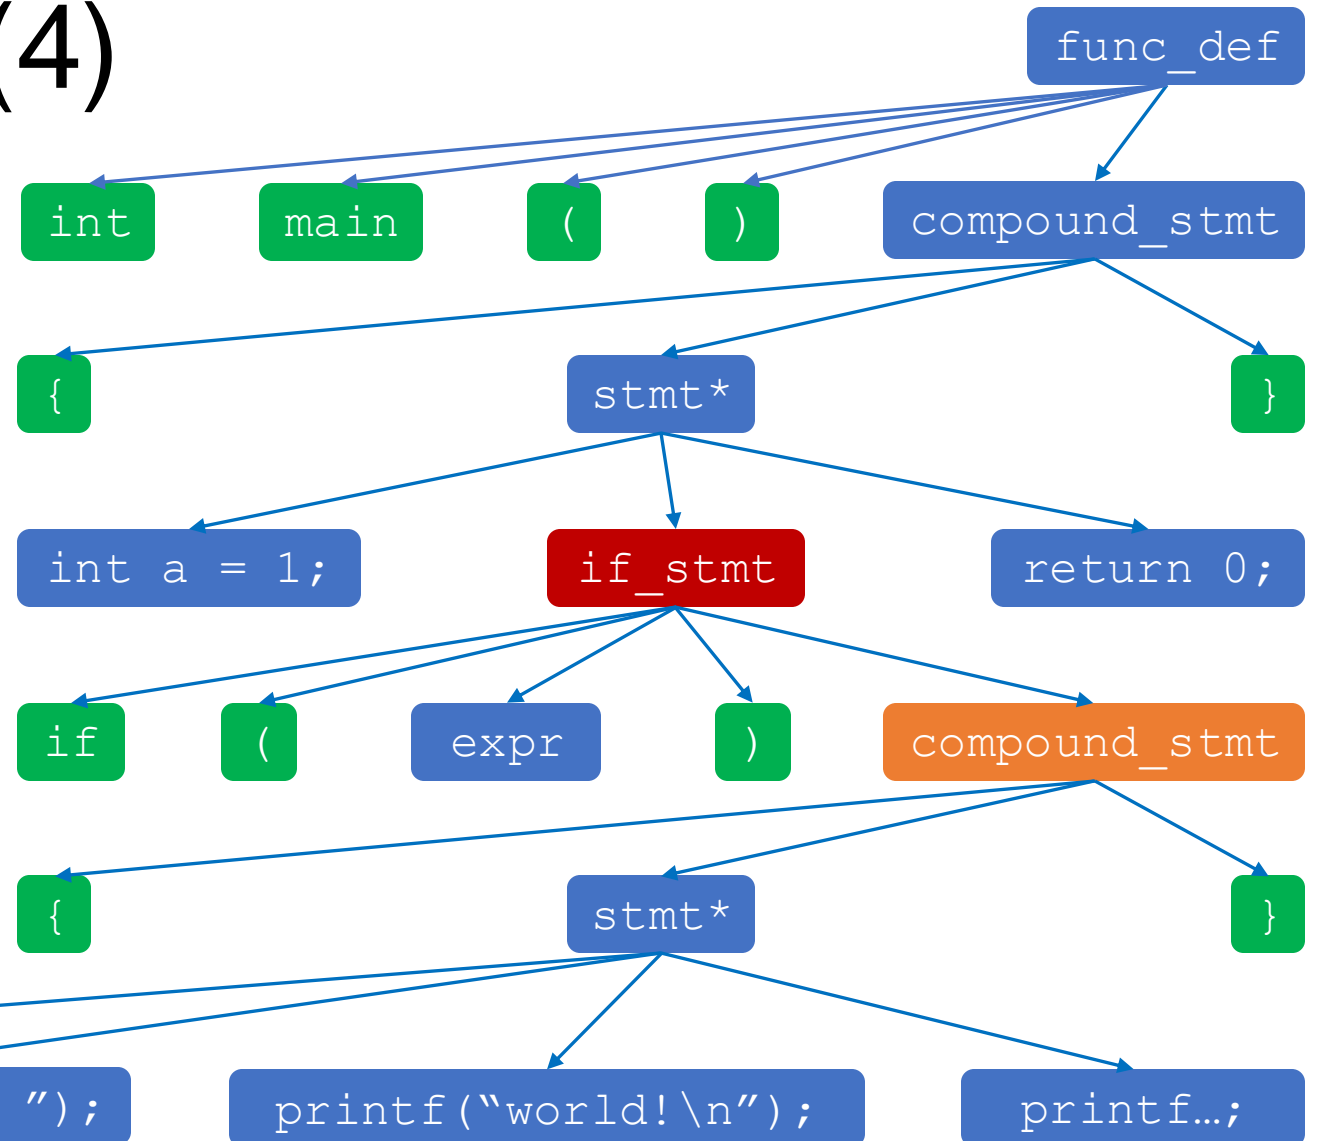 (4)
func_def
int main ( ) compound_stmt
{ stmt* }
int a = 1; if_stmt return 0;
if ( expr ) compound_stmt
{ stmt* }
”); printf(“world!\n”); printf…;